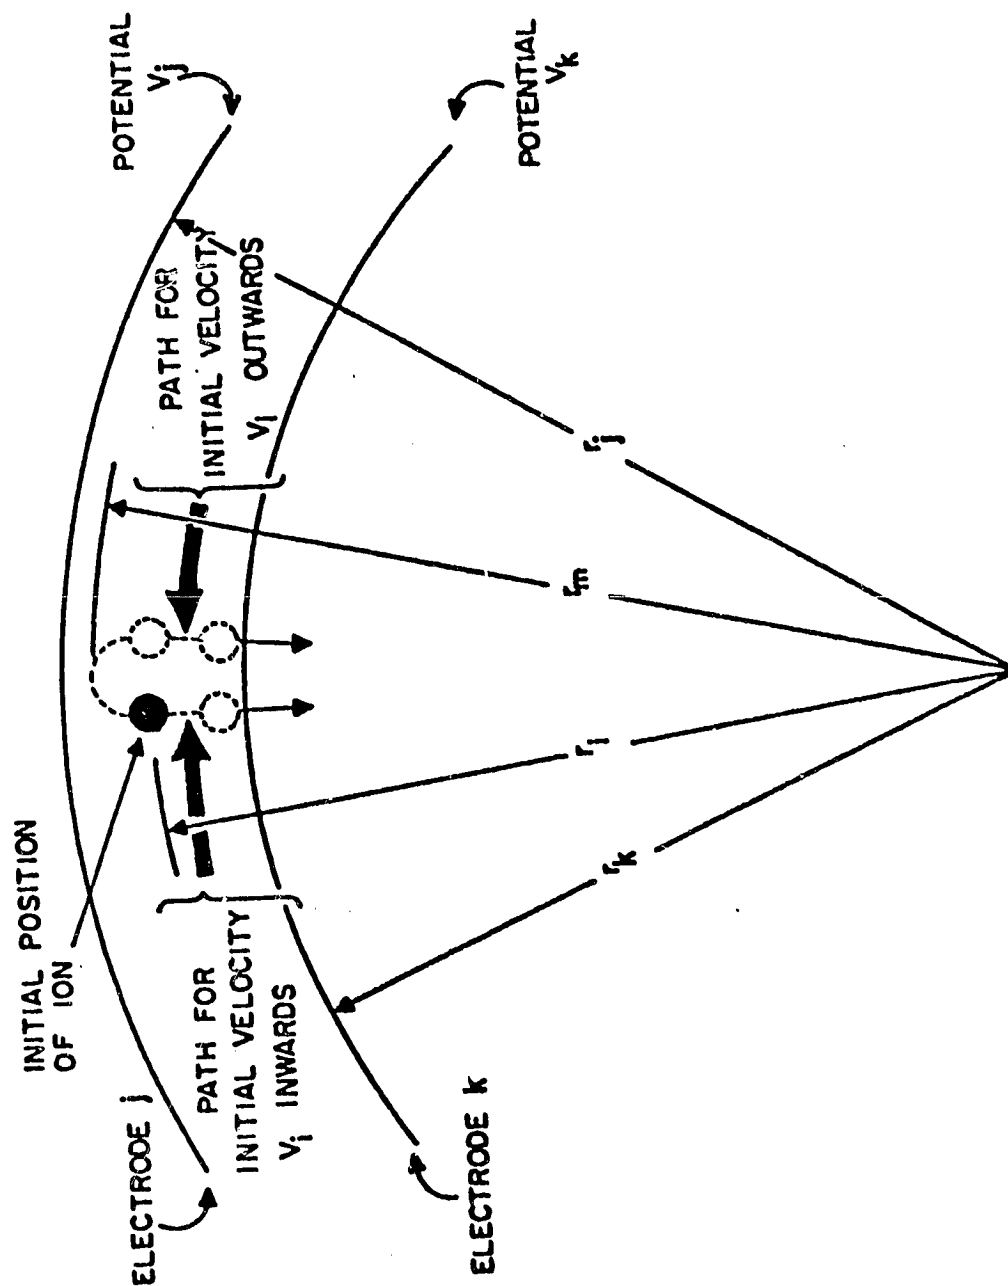 INITIAL POSITION
OF ION
ELECTRODE j
PATH FOR
INITIAL VELOCITY
Vi INWARDS
ELECTRODE k
PATH FOR
INITIAL VELOCITY
Vi OUTWARDS
POTENTIAL
Vj
POTENTIAL
Vk
rk
ri
rm
rj